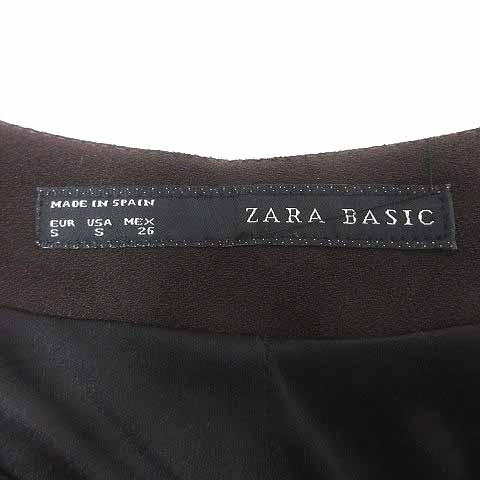 MADE IN SPAIN
EUR USA MEX
S S 26
ZARA BASIC